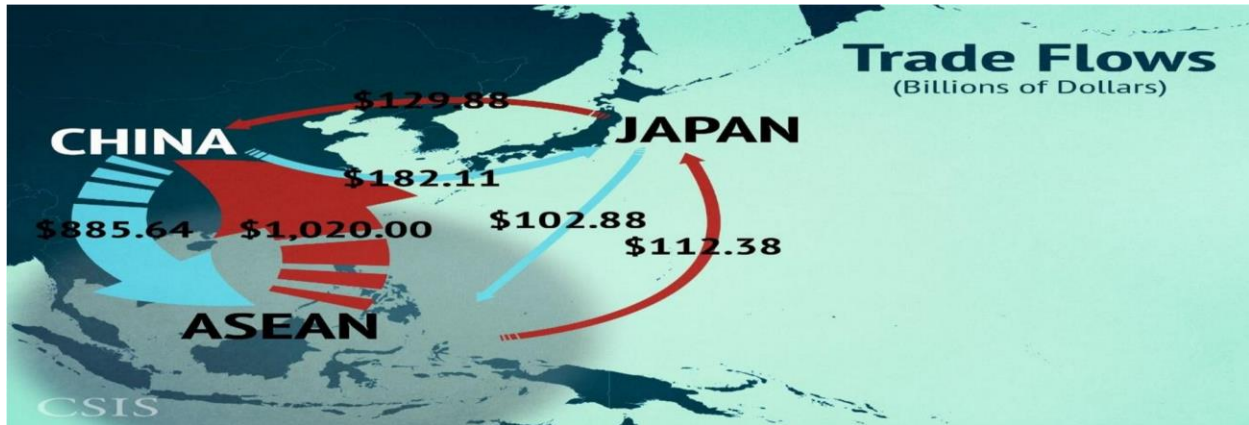 Trade Flows
(Billions of Dollars)
$129.88
CHINA
JAPAN
$182.11
$885.64
$1,020.00
$102.88
$112.38
ASEAN
CSIS